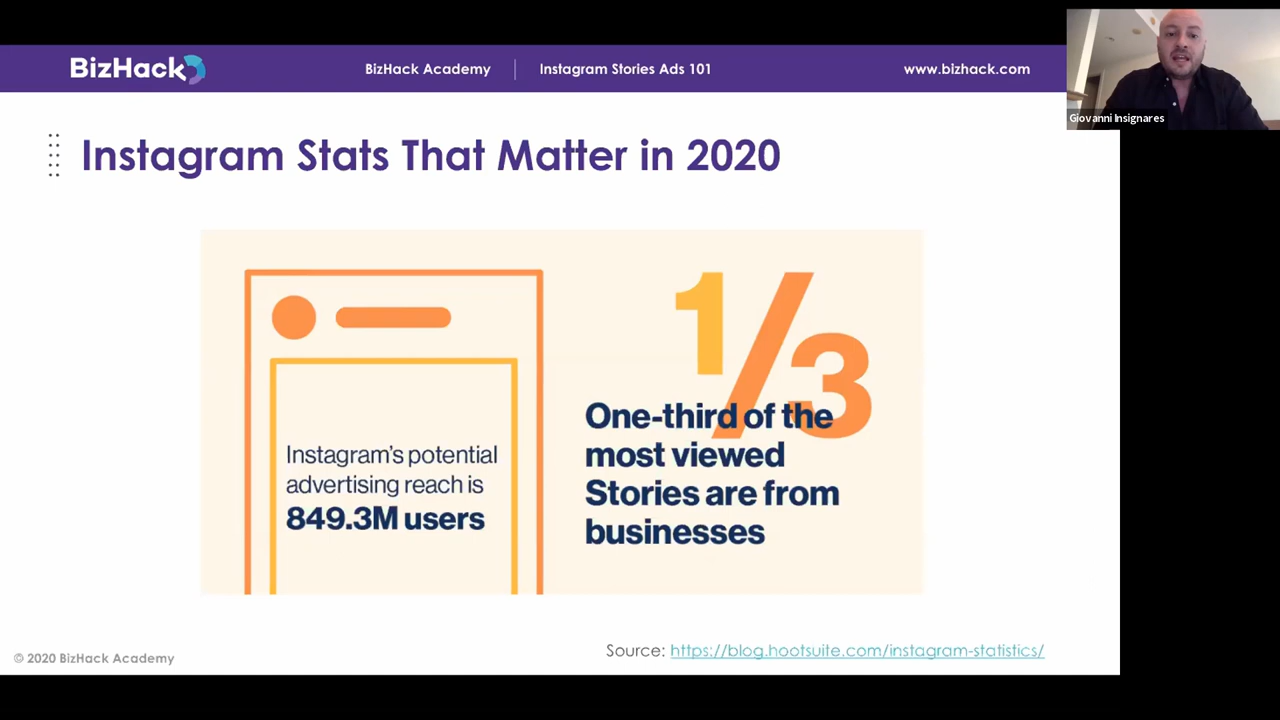 BizHack
BizHack Academy
Instagram Stories Ads 101
www.bizhack.com
Giovanni Insignares
Instagram Stats That Matter in 2020
Instagram's potential
advertising reach is
849.3M users
1/3
One-third of the
most viewed
Stories are from
businesses
Source: https://blog.hootsuite.com/instagram-statistics/
© 2020 BizHack Academy